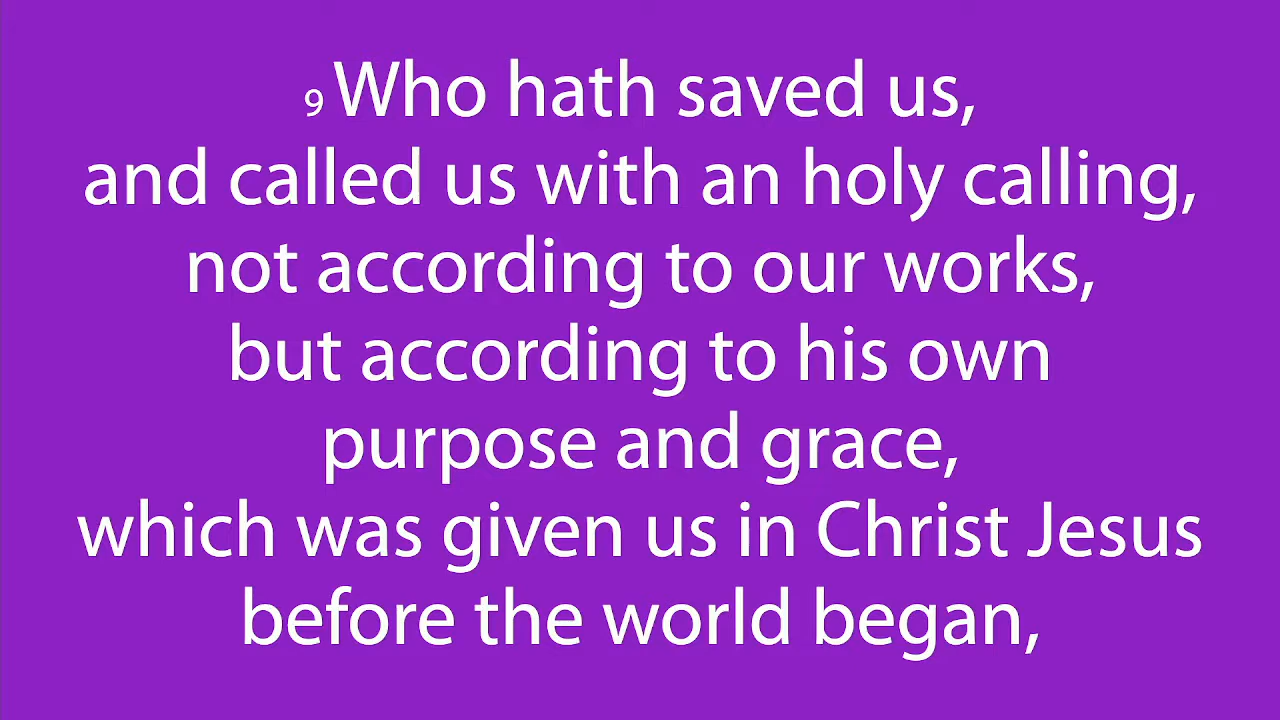 9 Who hath saved us,
and called us with an holy calling,
not according to our works,
but according to his own
purpose and grace,
which was given us in Christ Jesus
before the world began,